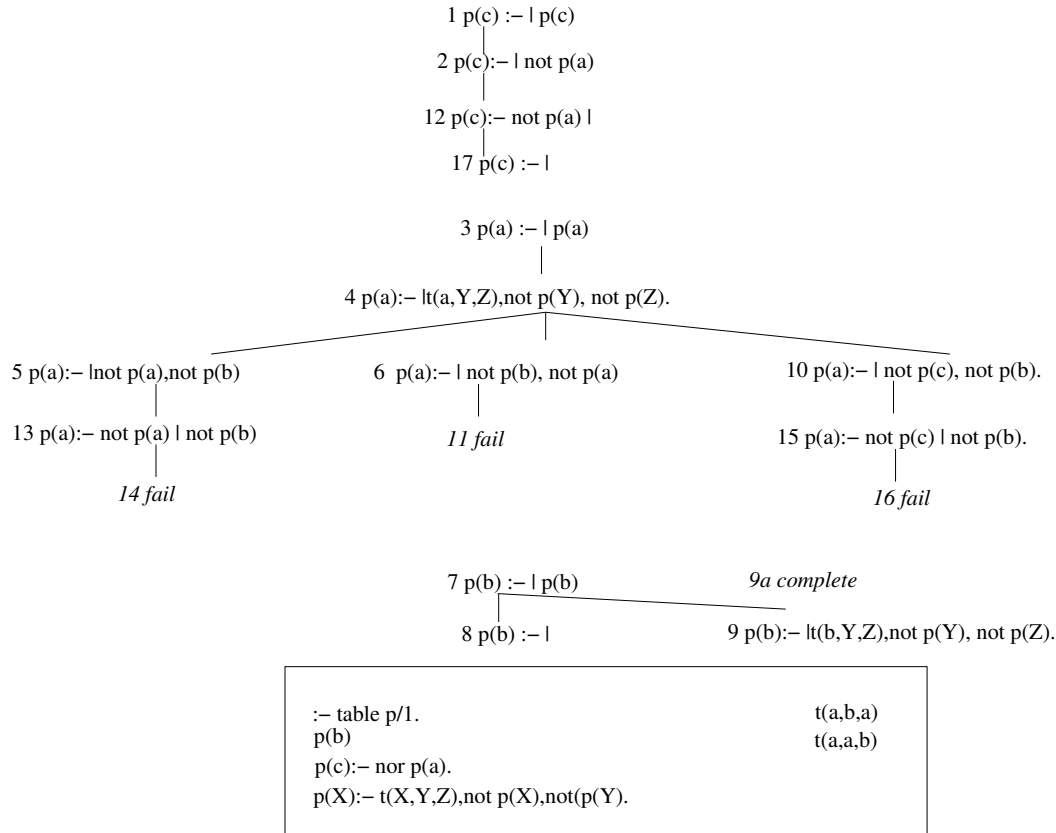 1 p(c) :− | p(c)
2 p(c):− | not p(a)
12 p(c):− not p(a) |
17 p(c) :− |
3 p(a) :− | p(a)
4 p(a):− |t(a,Y,Z),not p(Y), not p(Z).
5 p(a):− |not p(a),not p(b)
6 p(a):− | not p(b), not p(a)
10 p(a):− | not p(c), not p(b).
13 p(a):− not p(a) | not p(b)
11 fail
15 p(a):− not p(c) | not p(b).
14 fail
16 fail
7 p(b) :− | p(b)
9a complete
8 p(b) :− |
9 p(b):− |t(b,Y,Z),not p(Y), not p(Z).
:− table p/1.
t(a,b,a)
p(b)
t(a,a,b)
p(c):− nor p(a).
p(X):− t(X,Y,Z),not p(X),not(p(Y).